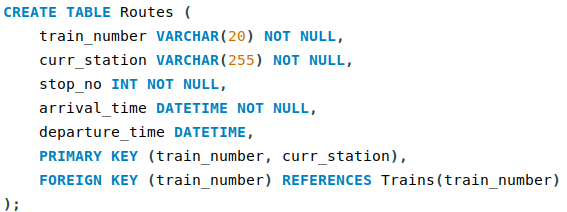 CREATE TABLE Routes (
    train_number VARCHAR(20) NOT NULL,
    curr_station VARCHAR(255) NOT NULL,
    stop_no INT NOT NULL,
    arrival_time DATETIME NOT NULL,
    departure_time DATETIME,
    PRIMARY KEY (train_number, curr_station),
    FOREIGN KEY (train_number) REFERENCES Trains(train_number)
);